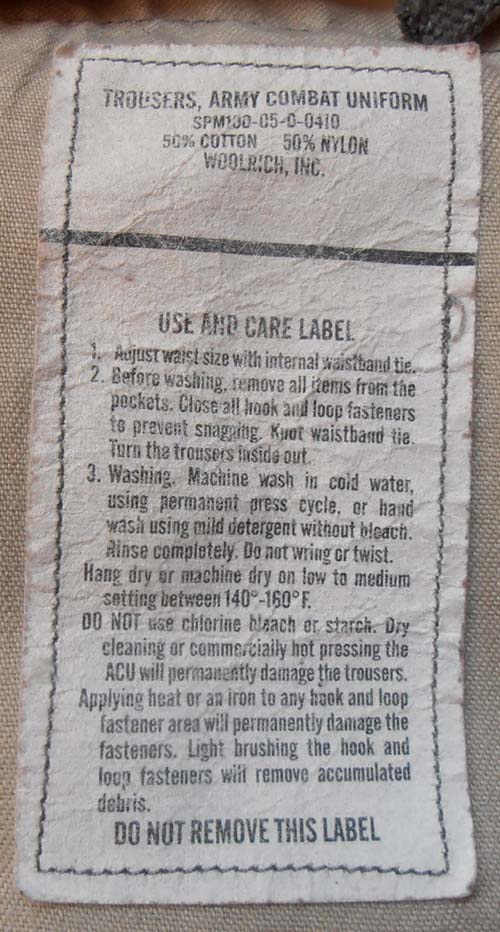 TROUSERS, ARMY COMBAT UNIFORM
SPM100-05-D-0410
50% COTTON 50% NYLON
WOOLRICH, INC.
USE AND CARE LABEL
1. Adjust waist size with internal waistband tie.
2. Before washing, remove all items from the
pockets. Close all hook and loop fasteners
to prevent snagging. Knot waistband tie.
Turn the trousers inside out.
3. Washing. Machine wash in cold water,
using permanent press cycle, or hand
wash using mild detergent without bleach.
Rinse completely. Do not wring or twist.
Hang dry or machine dry on low to medium
setting between 140°-160°F.
DO NOT use chlorine bleach or starch. Dry
cleaning or commercially hot pressing the
ACU will permanently damage the trousers.
Applying heat or an iron to any hook and loop
fastener area will permanently damage the
fasteners. Light brushing the hook and
loop fasteners will remove accumulated
debris.
DO NOT REMOVE THIS LABEL